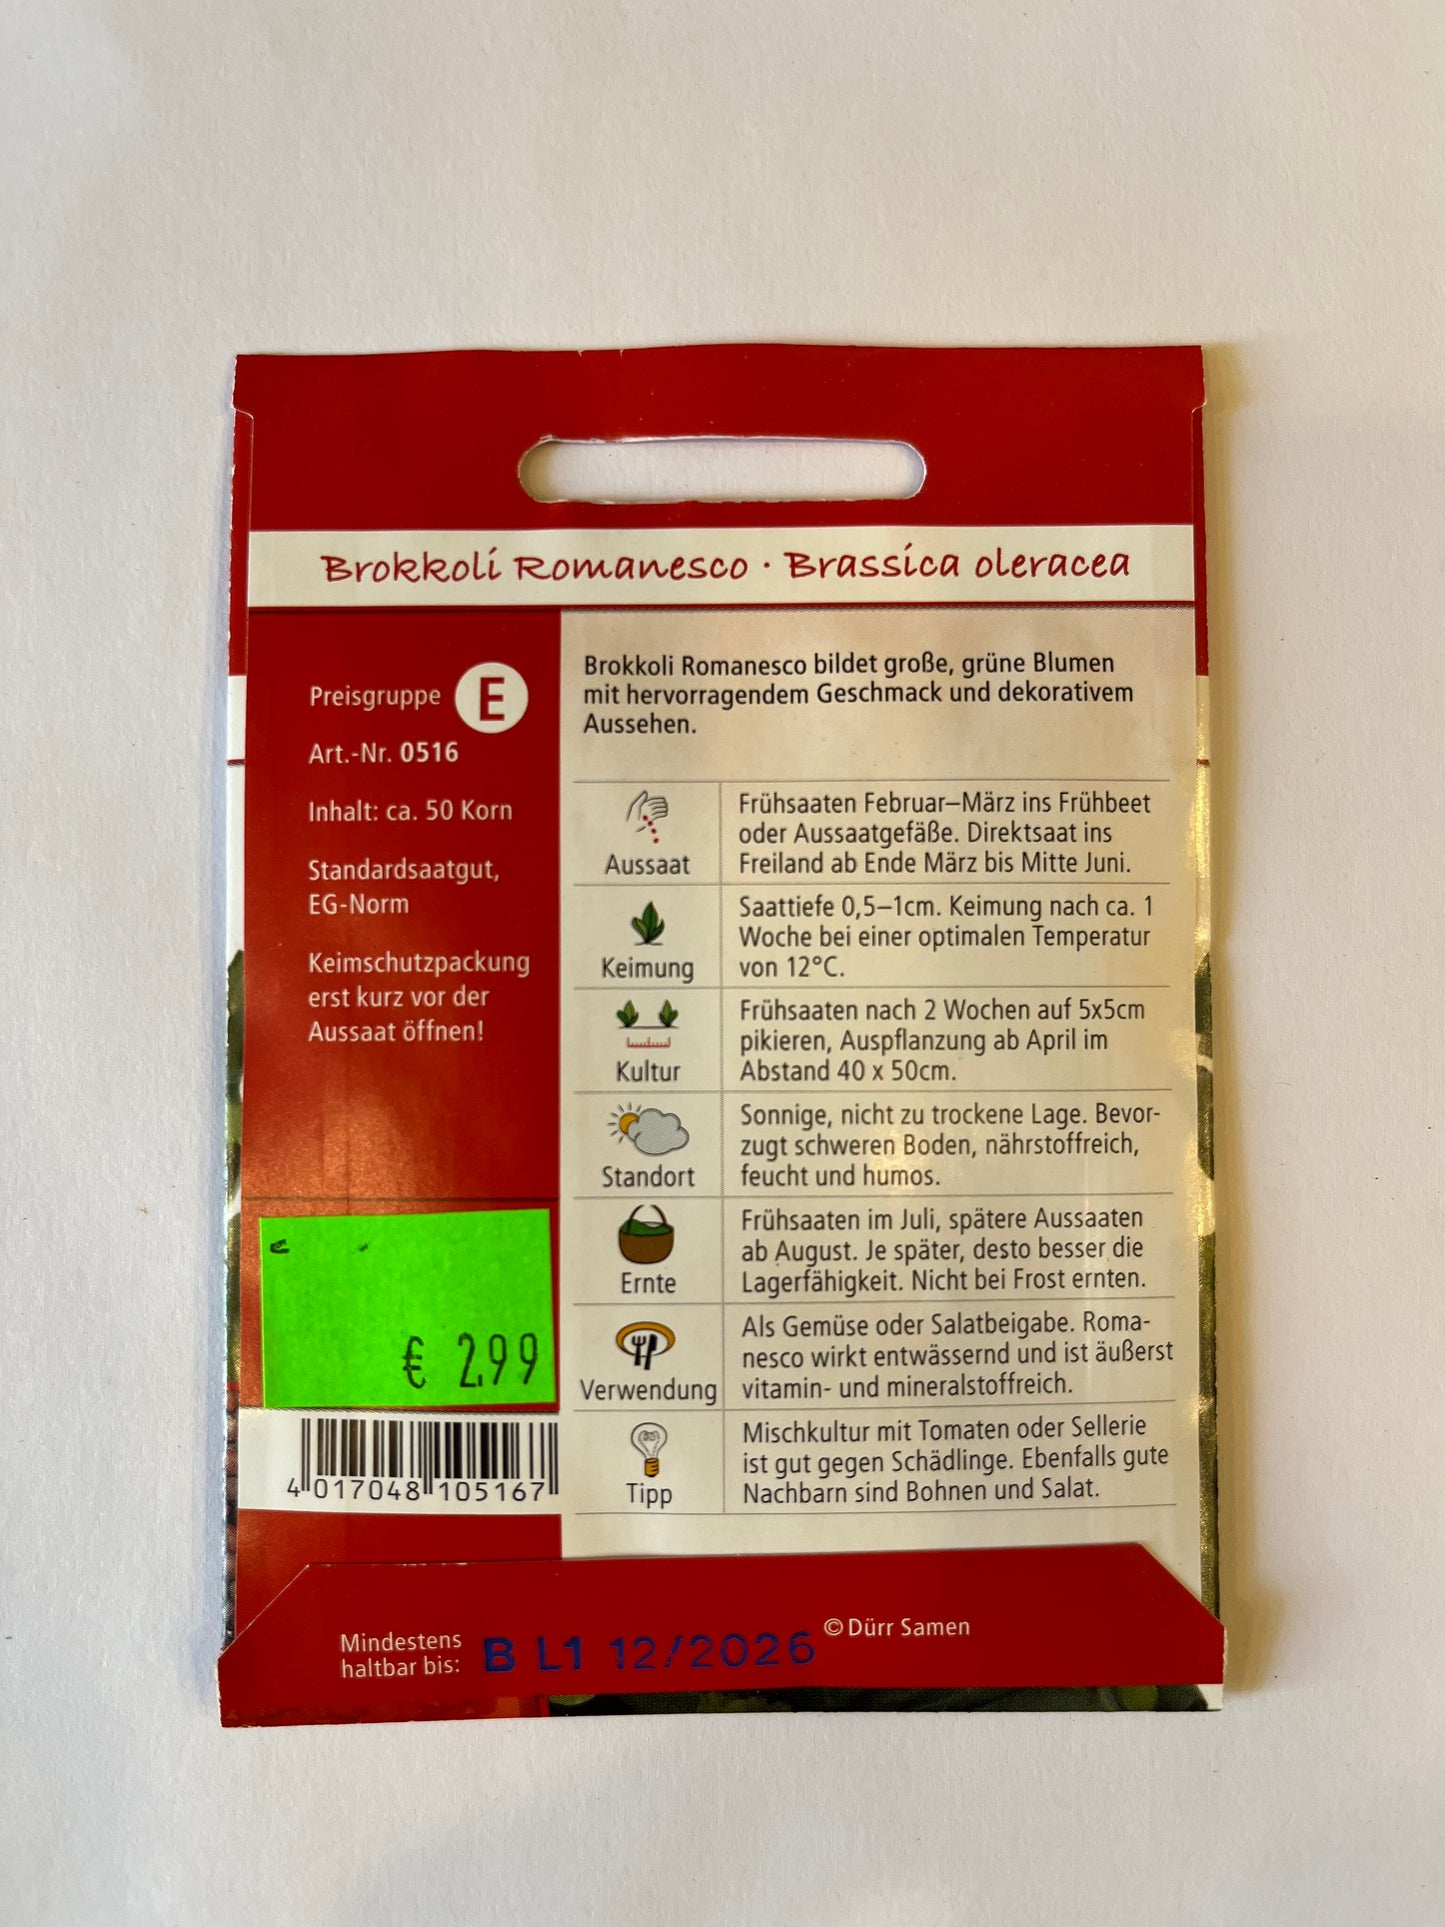 Brokkoli Romanesco · Brassica oleracea
Preisgruppe E
Art.-Nr. 0516
Inhalt: ca. 50 Korn
Standardsaatgut,
EG-Norm
Keimschutzpackung
erst kurz vor der
Aussaat öffnen!
€ 2,99
4 017048 105167
Brokkoli Romanesco bildet große, grüne Blumen
mit hervorragendem Geschmack und dekorativem
Aussehen.
Aussaat
Frühsaaten Februar–März ins Frühbeet
oder Aussaatgefäße. Direktsaat ins
Freiland ab Ende März bis Mitte Juni.
Keimung
Saattiefe 0,5–1cm. Keimung nach ca. 1
Woche bei einer optimalen Temperatur
von 12°C.
Kultur
Frühsaaten nach 2 Wochen auf 5x5cm
pikieren, Auspflanzung ab April im
Abstand 40 x 50cm.
Standort
Sonnige, nicht zu trockene Lage. Bevor-
zugt schweren Boden, nährstoffreich,
feucht und humos.
Ernte
Frühsaaten im Juli, spätere Aussaaten
ab August. Je später, desto besser die
Lagerfähigkeit. Nicht bei Frost ernten.
Verwendung
Als Gemüse oder Salatbeigabe. Roma-
nesco wirkt entwässernd und ist äußerst
vitamin- und mineralstoffreich.
Tipp
Mischkultur mit Tomaten oder Sellerie
ist gut gegen Schädlinge. Ebenfalls gute
Nachbarn sind Bohnen und Salat.
Mindestens
haltbar bis:
B L1 12/2026
© Dürr Samen